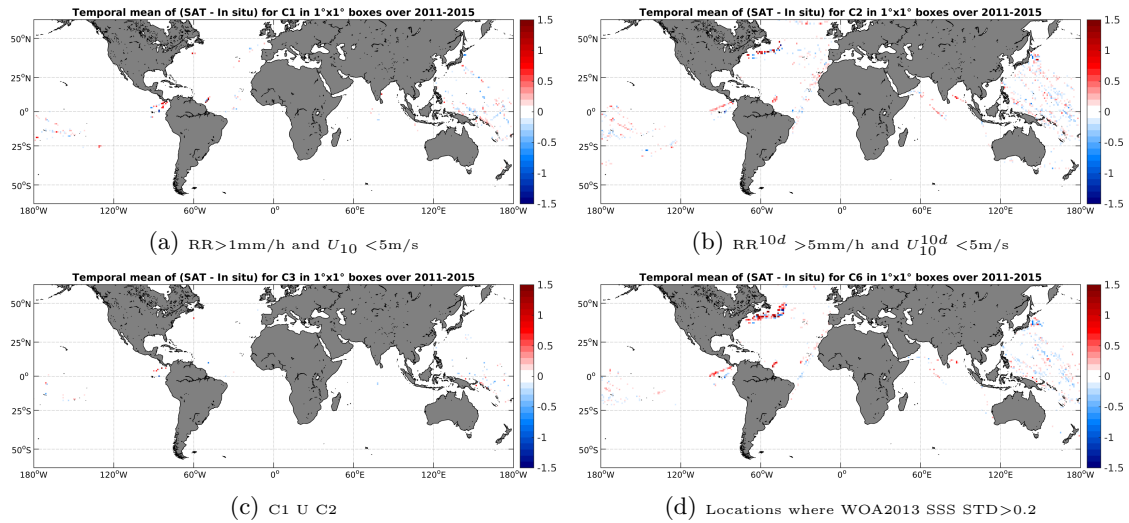 Temporal mean of (SAT - In situ) for C1 in 1°x1° boxes over 2011-2015
50°N
25°N
0°
25°S
50°S
180°W 120°W 60°W 0° 60°E 120°E 180°W
1.5
1
0.5
0
-0.5
-1
-1.5
(a) RR>1mm/h and U10 <5m/s
Temporal mean of (SAT - In situ) for C2 in 1°x1° boxes over 2011-2015
50°N
25°N
0°
25°S
50°S
180°W 120°W 60°W 0° 60°E 120°E 180°W
1.5
1
0.5
0
-0.5
-1
-1.5
(b) RR^10d >5mm/h and U10^10d <5m/s
Temporal mean of (SAT - In situ) for C3 in 1°x1° boxes over 2011-2015
50°N
25°N
0°
25°S
50°S
180°W 120°W 60°W 0° 60°E 120°E 180°W
1.5
1
0.5
0
-0.5
-1
-1.5
(c) C1 U C2
Temporal mean of (SAT - In situ) for C6 in 1°x1° boxes over 2011-2015
50°N
25°N
0°
25°S
50°S
180°W 120°W 60°W 0° 60°E 120°E 180°W
1.5
1
0.5
0
-0.5
-1
-1.5
(d) Locations where WOA2013 SSS STD>0.2